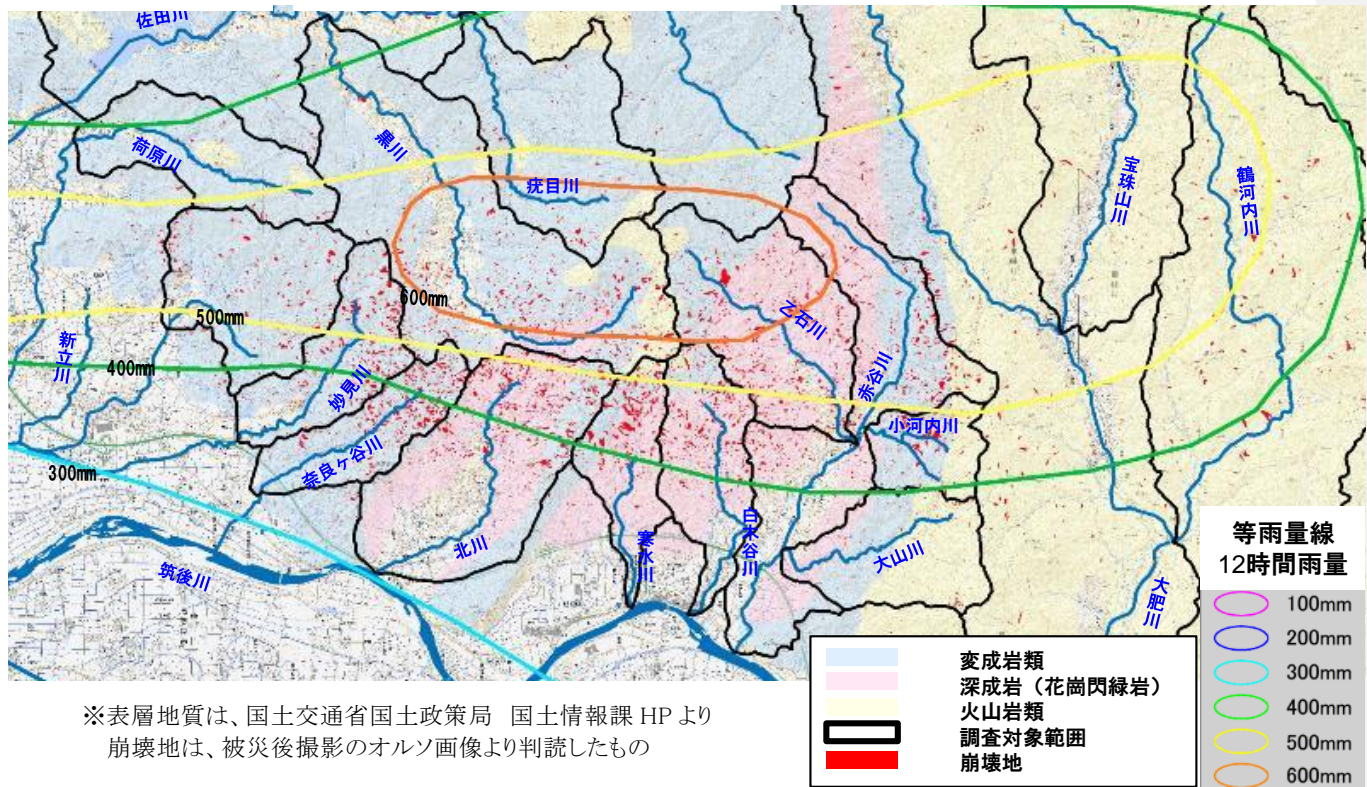 佐田川
荷原川
黒川
疣目川
宝珠山川
鶴河内川
600mm
乙石川
500mm
新立川
400mm
赤谷川
妙見川
小河内川
奈良ヶ谷川
300mm
北川
寒水川
白木谷川
大山川
筑後川
大肥川
等雨量線
12時間雨量
100mm
200mm
300mm
400mm
500mm
600mm
変成岩類
深成岩（花崗閃緑岩）
火山岩類
調査対象範囲
崩壊地
※表層地質は、国土交通省国土政策局 国土情報課 HP より
崩壊地は、被災後撮影のオルソ画像より判読したもの